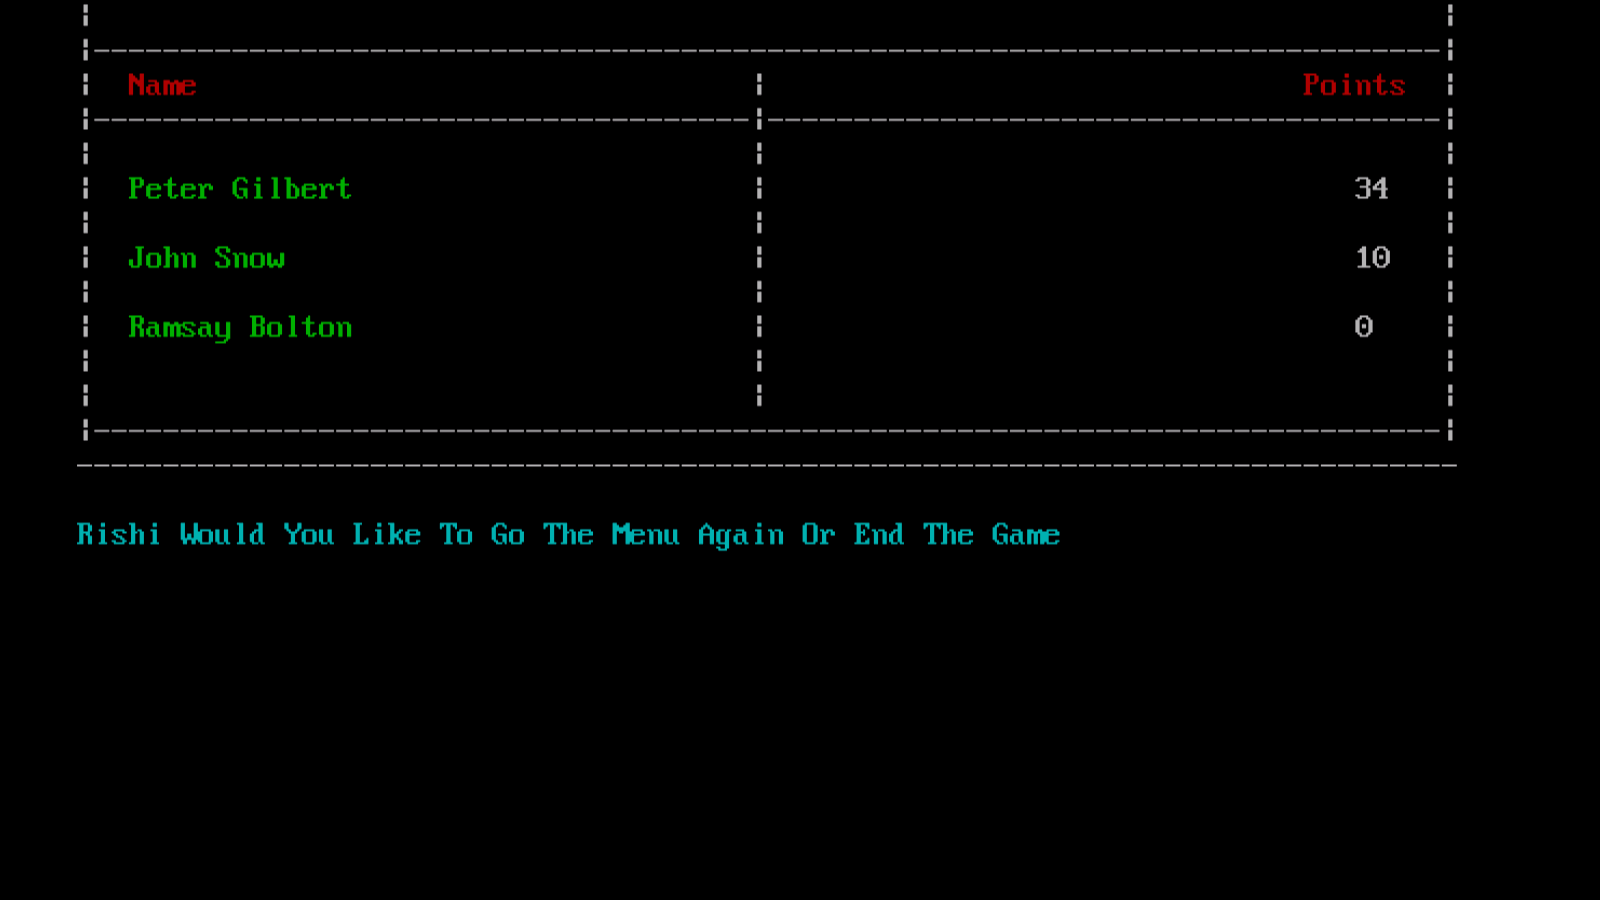 Name Points
Peter Gilbert 34
John Snow 10
Ramsay Bolton 0
Rishi Would You Like To Go The Menu Again Or End The Game